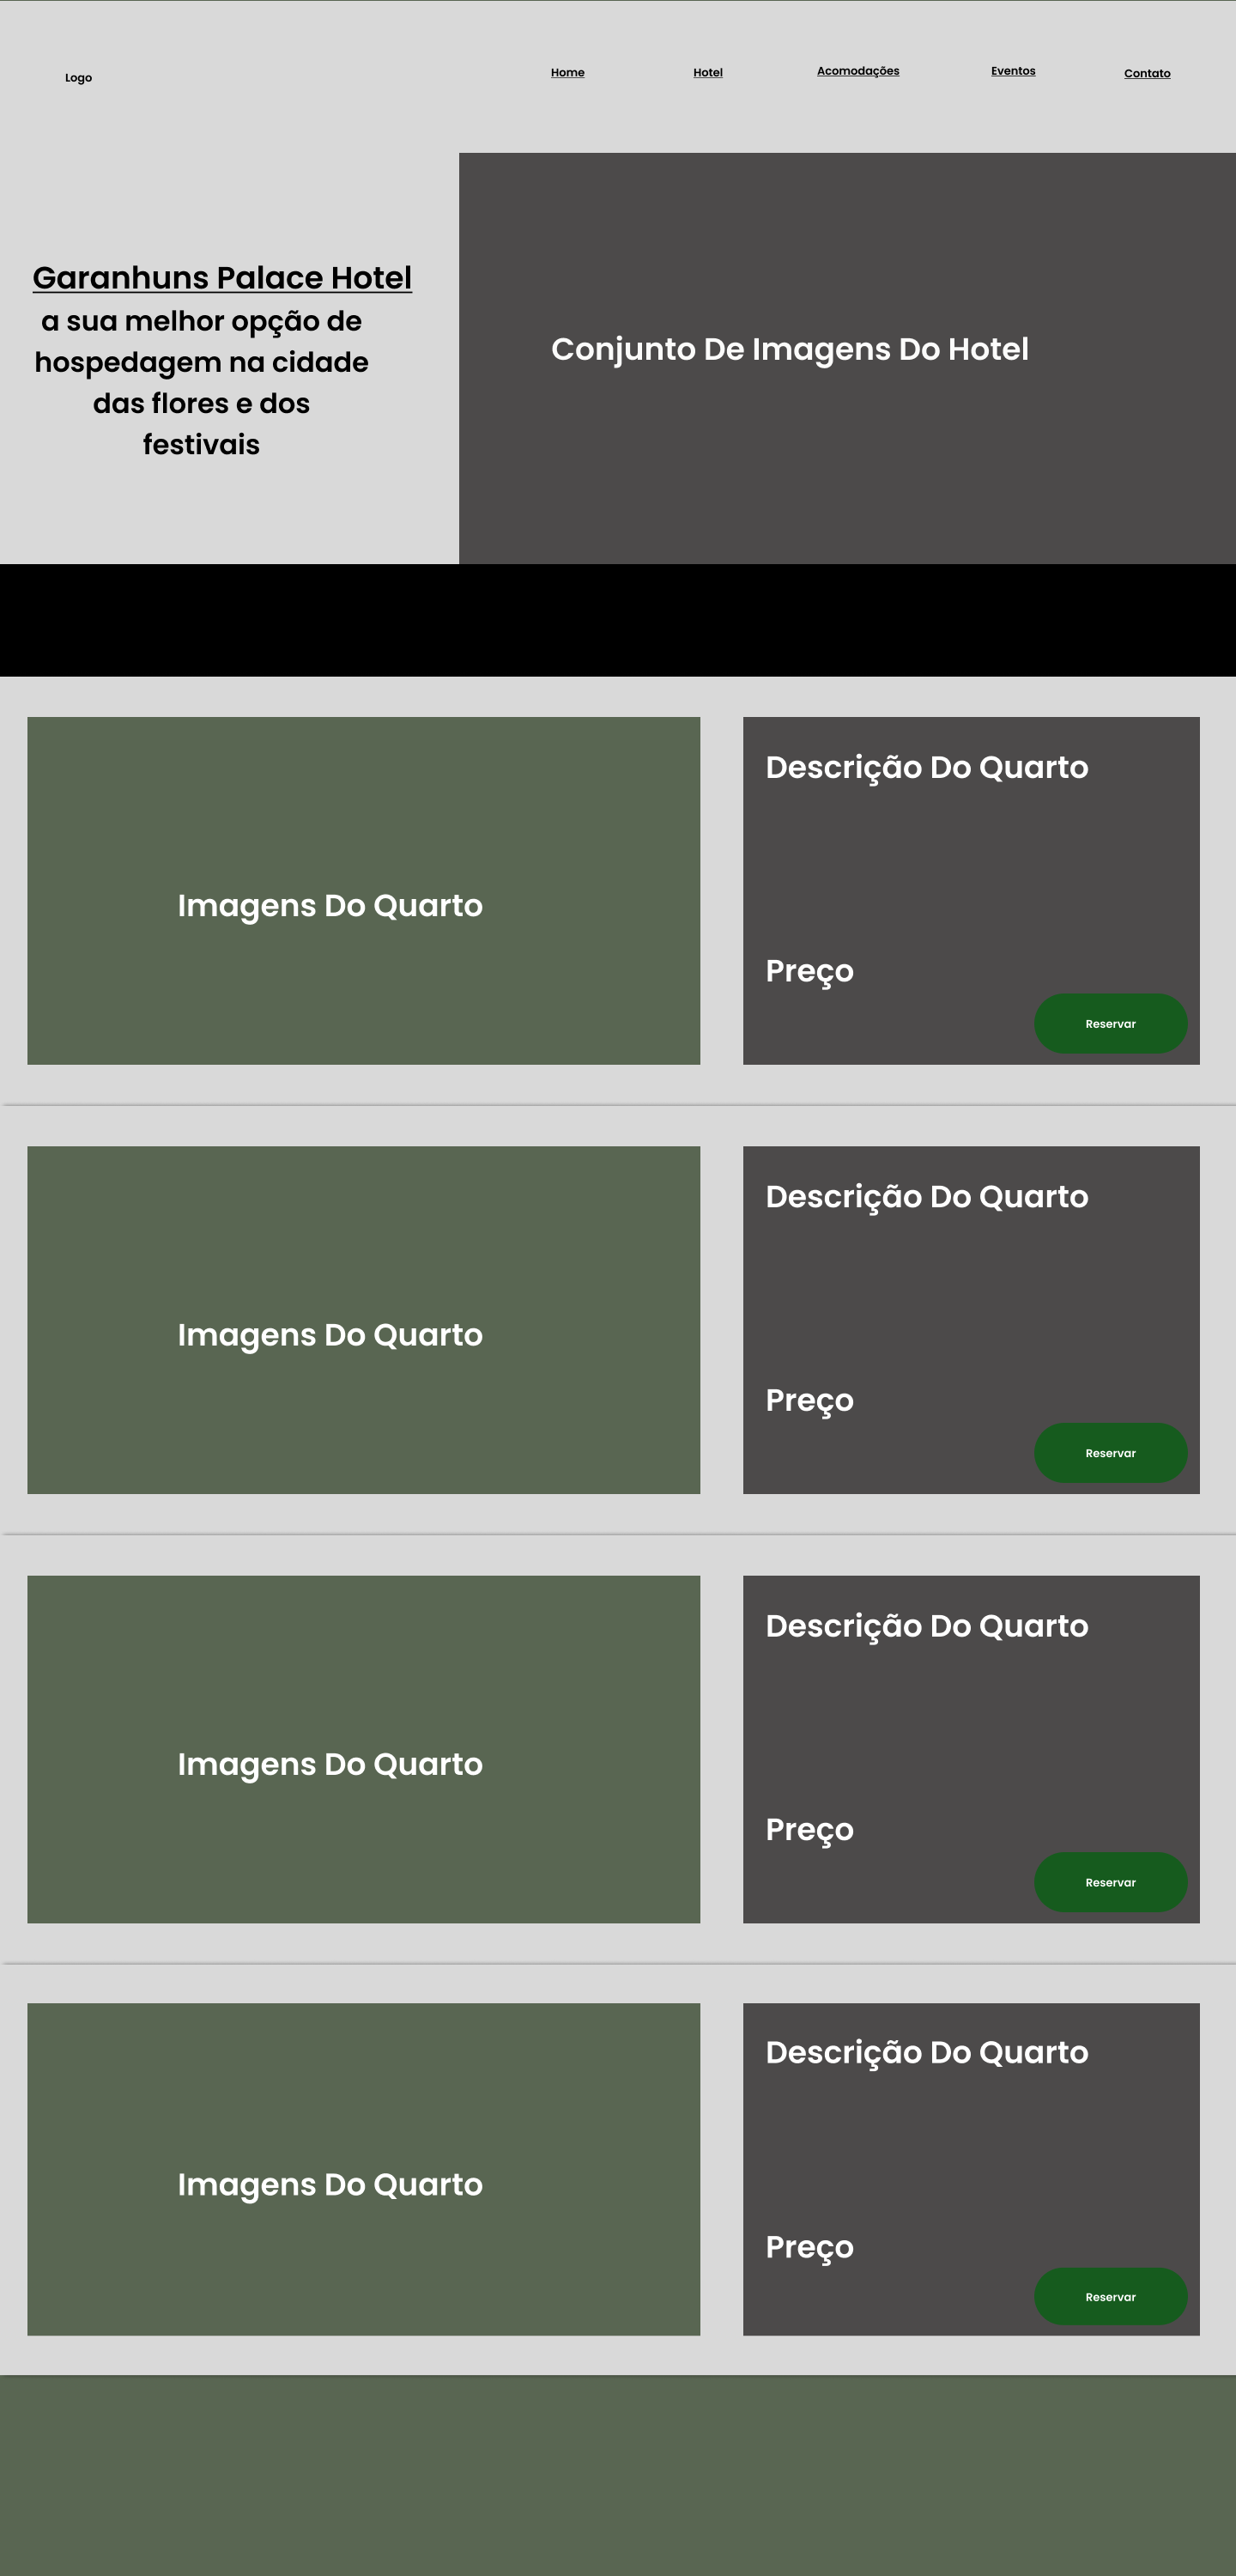 Logo
Home
Hotel
Acomodações
Eventos
Contato
Garanhuns Palace Hotel
a sua melhor opção de
hospedagem na cidade
das flores e dos
festivais
Conjunto De Imagens Do Hotel
Imagens Do Quarto
Descrição Do Quarto
Preço
Reservar
Imagens Do Quarto
Descrição Do Quarto
Preço
Reservar
Imagens Do Quarto
Descrição Do Quarto
Preço
Reservar
Imagens Do Quarto
Descrição Do Quarto
Preço
Reservar